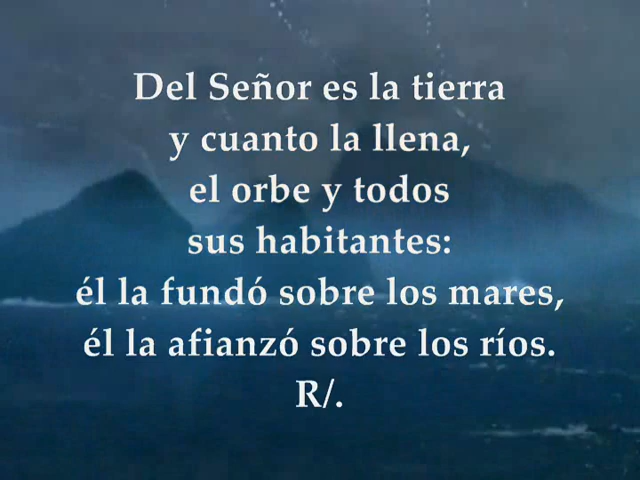 Del Señor es la tierra
y cuanto la llena,
el orbe y todos
sus habitantes:
él la fundó sobre los mares,
él la afianzó sobre los ríos.
R/.